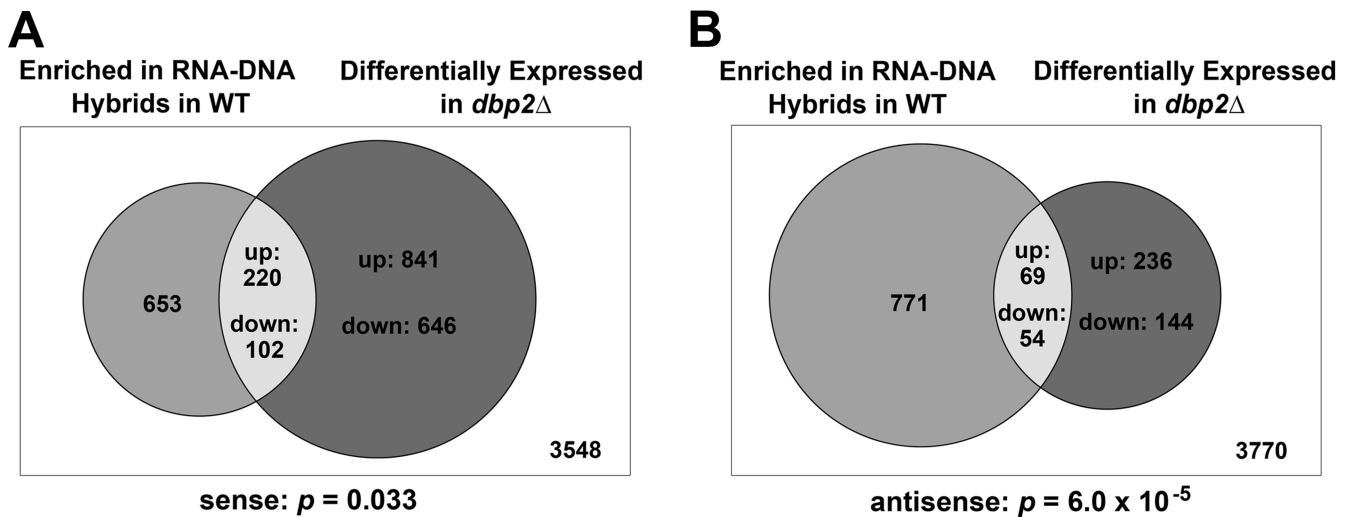 A
Enriched in RNA-DNA
Hybrids in WT
Differentially Expressed
in dbp2Δ
653
up:
220
down:
102
up: 841
down: 646
3548
sense: p = 0.033
B
Enriched in RNA-DNA
Hybrids in WT
Differentially Expressed
in dbp2Δ
771
up:
69
down:
54
up: 236
down: 144
3770
antisense: p = 6.0 x 10⁻⁵